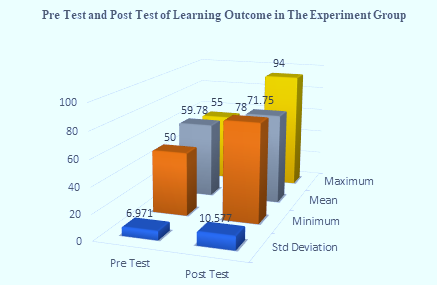 Pre Test and Post Test of Learning Outcome in The Experiment Group
94
55
78
71.75
59.78
50
6.971
10,577
100
80
60
40
20
0
Maximum
Mean
Minimum
Std Deviation
Pre Test
Post Test